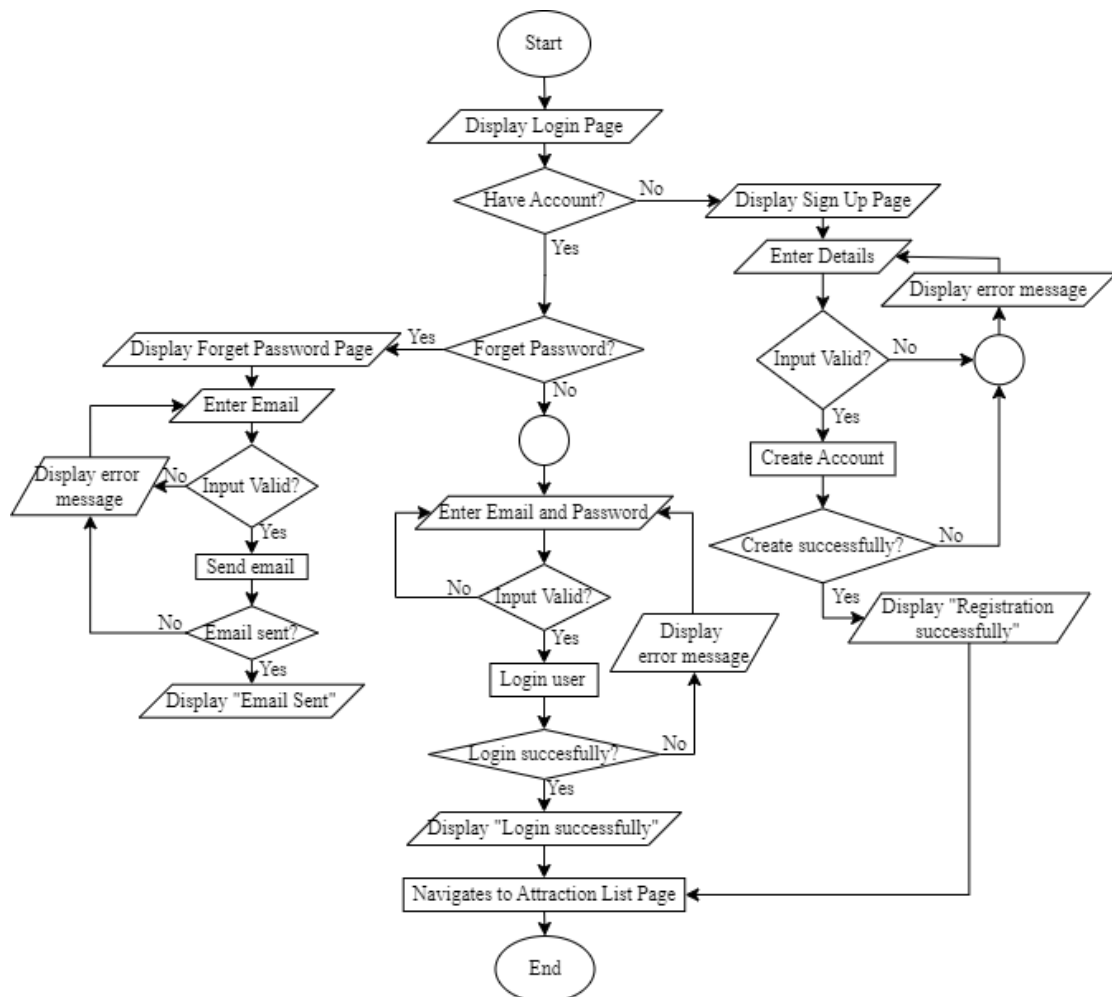 Start
Display Login Page
Have Account?
No
Display Sign Up Page
Yes
Enter Details
Display error message
Display Forget Password Page
Yes
Forget Password?
No
Input Valid?
No
Yes
Enter Email
Display error
message
No
Input Valid?
Yes
Send email
No
Email sent?
Yes
Display "Email Sent"
Enter Email and Password
No
Input Valid?
Yes
Login user
Display
error message
Login succesfully?
No
Yes
Display "Login successfully"
Create Account
Create successfully?
No
Yes
Display "Registration
successfully"
Navigates to Attraction List Page
End